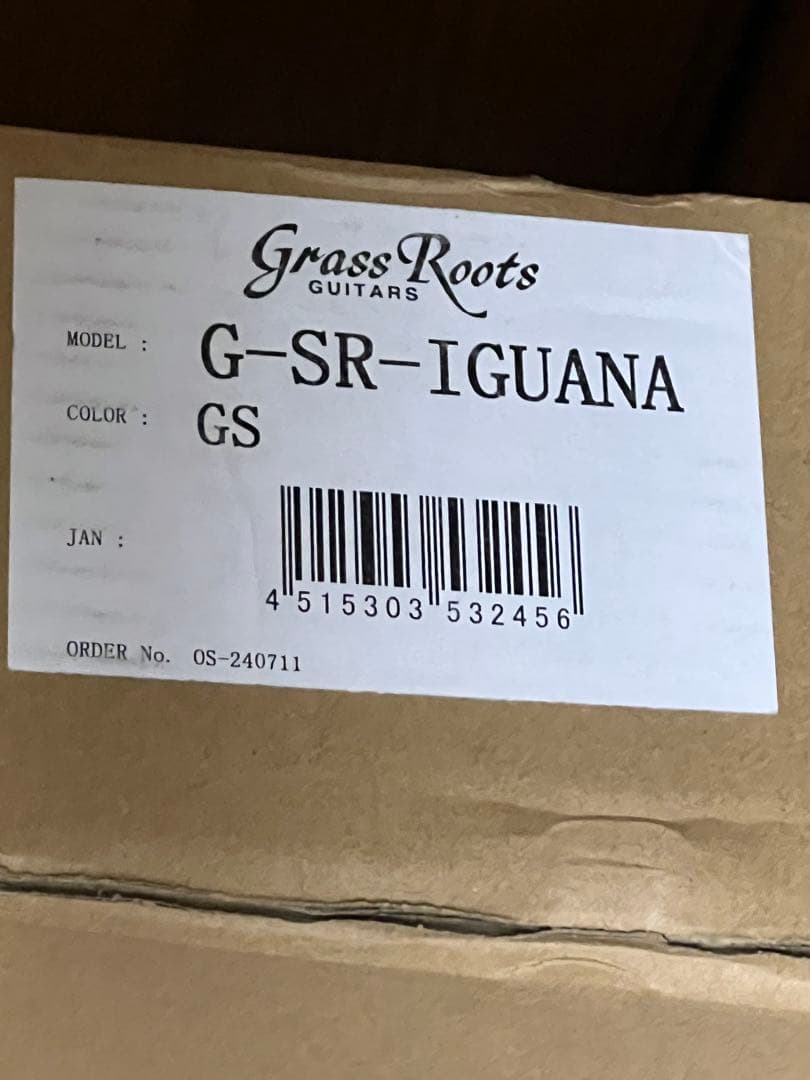 Grass Roots
GUITARS
MODEL : G-SR-IGUANA
COLOR : GS
JAN :
4 515303 532456
ORDER No. OS-240711